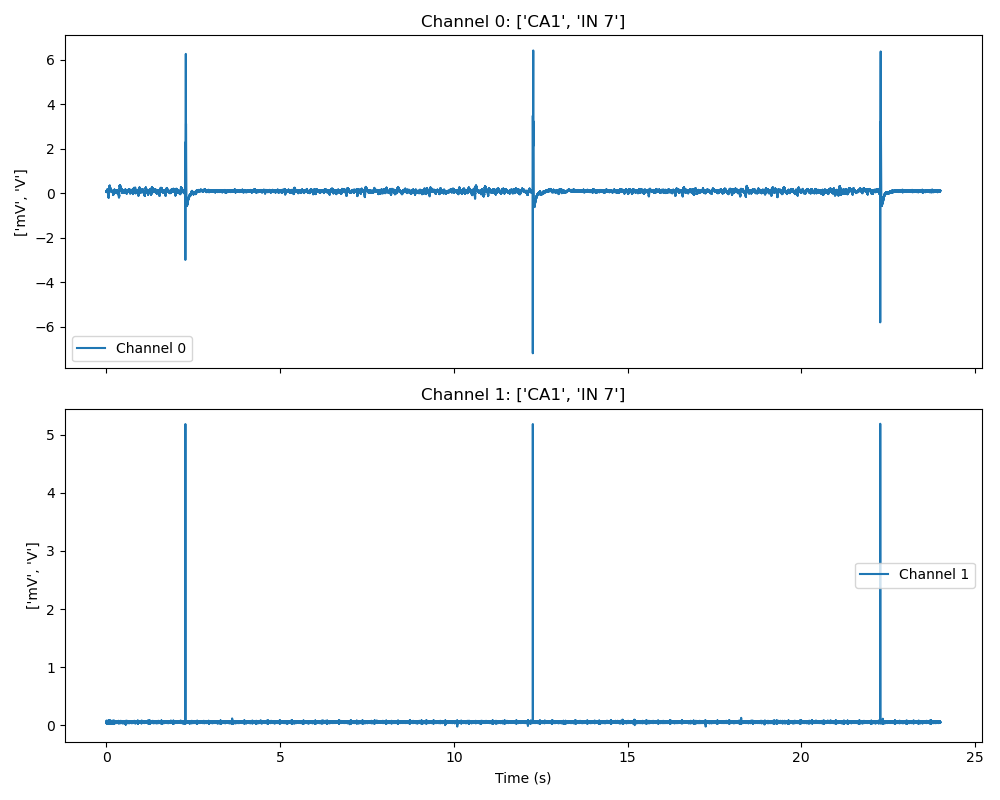 Channel 0: ['CA1', 'IN 7']
['mV', 'V']
6
4
2
0
−2
−4
−6
Channel 0
Channel 1: ['CA1', 'IN 7']
['mV', 'V']
5
4
3
2
1
0
Channel 1
0 5 10 15 20 25
Time (s)